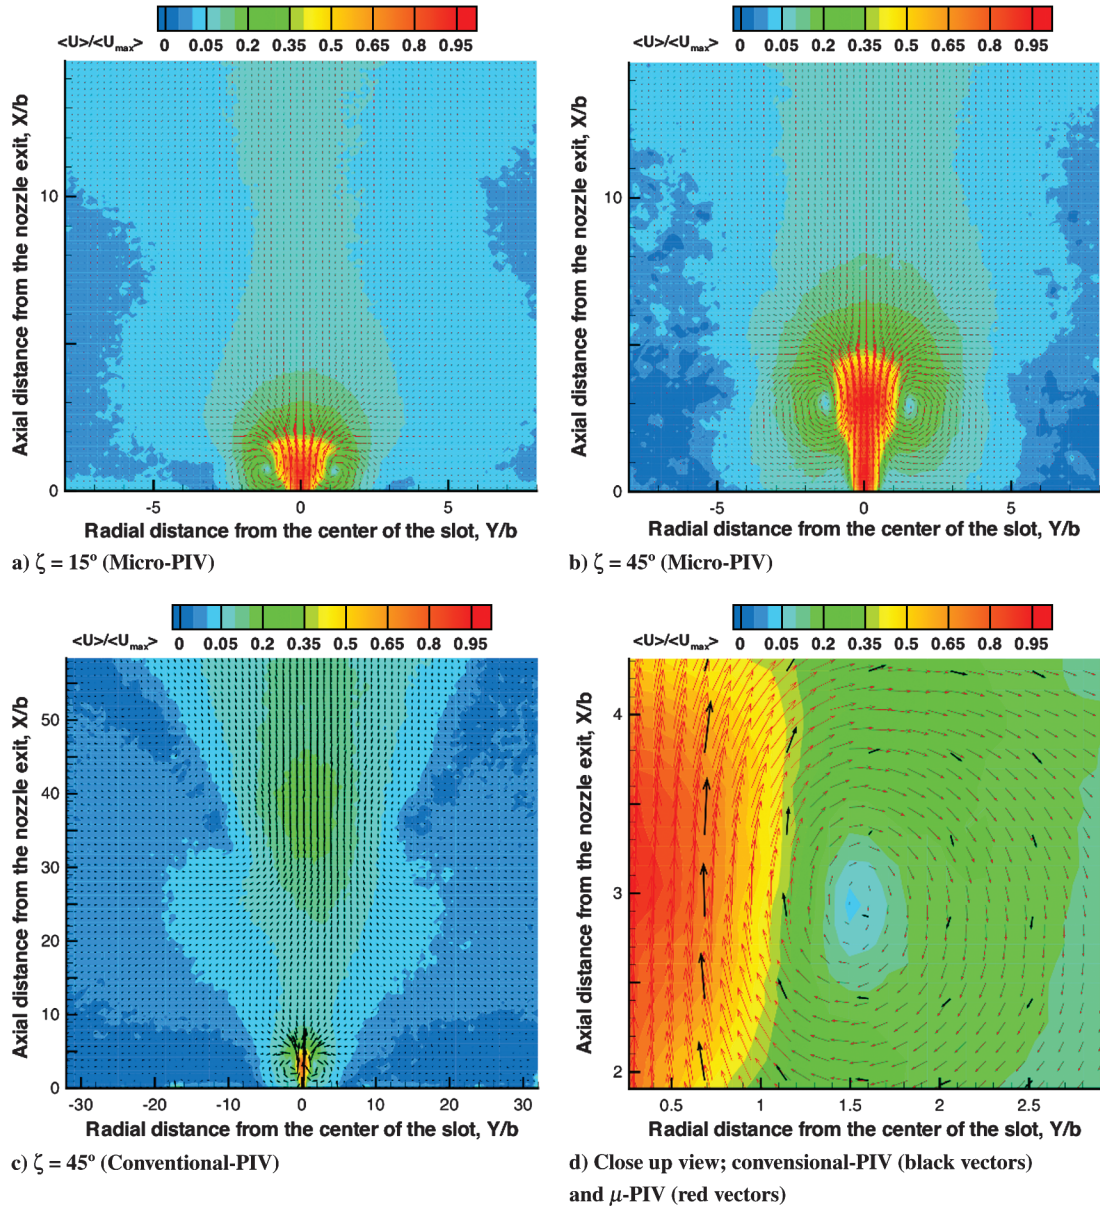 <U>/<Umax> 0 0.05 0.2 0.35 0.5 0.65 0.8 0.95
Axial distance from the nozzle exit, X/b
10
0
-5 0 5
Radial distance from the center of the slot, Y/b
a) ζ = 15º (Micro-PIV)
<U>/<Umax> 0 0.05 0.2 0.35 0.5 0.65 0.8 0.95
Axial distance from the nozzle exit, X/b
10
0
-5 0 5
Radial distance from the center of the slot, Y/b
b) ζ = 45º (Micro-PIV)
<U>/<Umax> 0 0.05 0.2 0.35 0.5 0.65 0.8 0.95
Axial distance from the nozzle exit, X/b
50
40
30
20
10
0
-30 -20 -10 0 10 20 30
Radial distance from the center of the slot, Y/b
c) ζ = 45º (Conventional-PIV)
<U>/<Umax> 0 0.05 0.2 0.35 0.5 0.65 0.8 0.95
Axial distance from the nozzle exit, X/b
4
3
2
0.5 1 1.5 2 2.5
Radial distance from the center of the slot, Y/b
d) Close up view; convensional-PIV (black vectors)
and μ-PIV (red vectors)